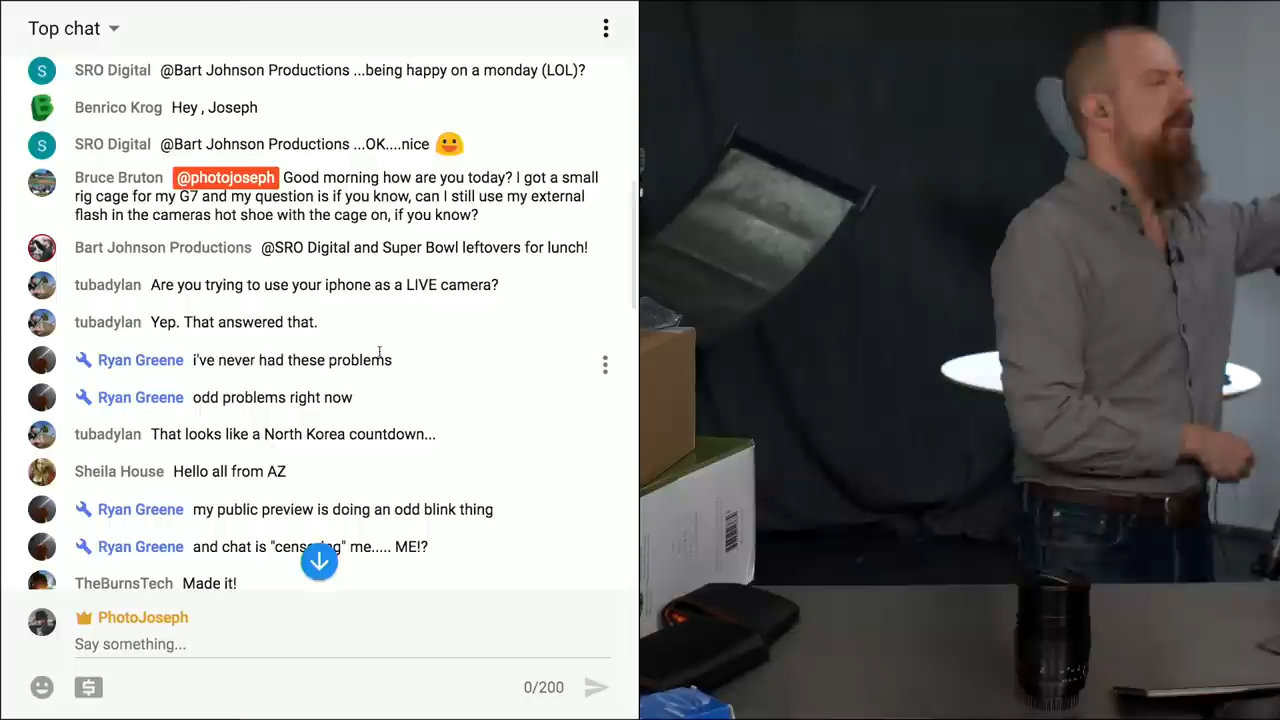 Top chat
SRO Digital @Bart Johnson Productions ...being happy on a monday (LOL)?
Benrico Krog Hey , Joseph
SRO Digital @Bart Johnson Productions ...OK....nice
Bruce Bruton @photojoseph Good morning how are you today? I got a small
rig cage for my G7 and my question is if you know, can I still use my external
flash in the cameras hot shoe with the cage on, if you know?
Bart Johnson Productions @SRO Digital and Super Bowl leftovers for lunch!
tubadylan Are you trying to use your iphone as a LIVE camera?
tubadylan Yep. That answered that.
Ryan Greene i've never had these problems
Ryan Greene odd problems right now
tubadylan That looks like a North Korea countdown...
Sheila House Hello all from AZ
Ryan Greene my public preview is doing an odd blink thing
Ryan Greene and chat is "censoring" me..... ME!?
TheBurnsTech Made it!
PhotoJoseph
Say something...
0/200